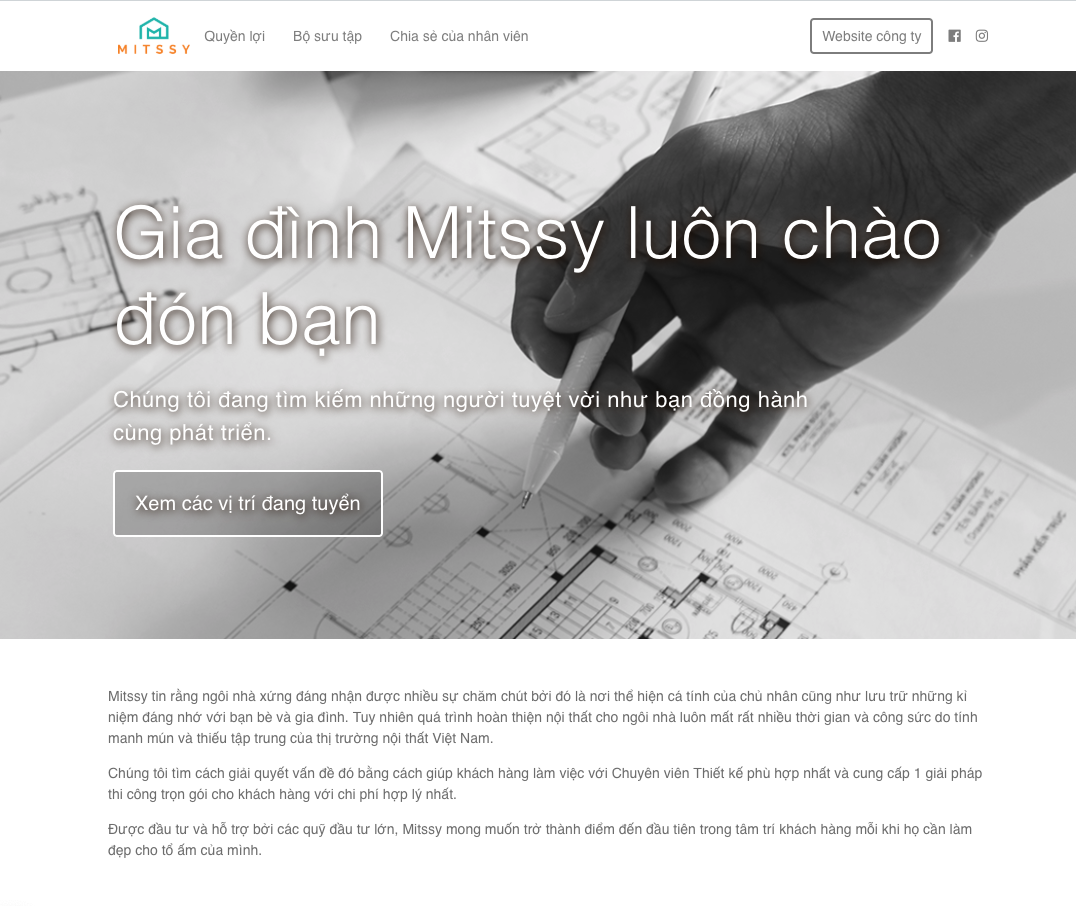 MITSSY
Quyền lợi
Bộ sưu tập
Chia sẻ của nhân viên
Website công ty
Gia đình Mitssy luôn chào
đón bạn
Chúng tôi đang tìm kiếm những người tuyệt vời như bạn đồng hành
cùng phát triển.
Xem các vị trí đang tuyển
Mitssy tin rằng ngôi nhà xứng đáng nhận được nhiều sự chăm chút bởi đó là nơi thể hiện cá tính của chủ nhân cũng như lưu trữ những kỉ
niệm đáng nhớ với bạn bè và gia đình. Tuy nhiên quá trình hoàn thiện nội thất cho ngôi nhà luôn mất rất nhiều thời gian và công sức do tính
manh mún và thiếu tập trung của thị trường nội thất Việt Nam.
Chúng tôi tìm cách giải quyết vấn đề đó bằng cách giúp khách hàng làm việc với Chuyên viên Thiết kế phù hợp nhất và cung cấp 1 giải pháp
thi công trọn gói cho khách hàng với chi phí hợp lý nhất.
Được đầu tư và hỗ trợ bởi các quỹ đầu tư lớn, Mitssy mong muốn trở thành điểm đến đầu tiên trong tâm trí khách hàng mỗi khi họ cần làm
đẹp cho tổ ấm của mình.